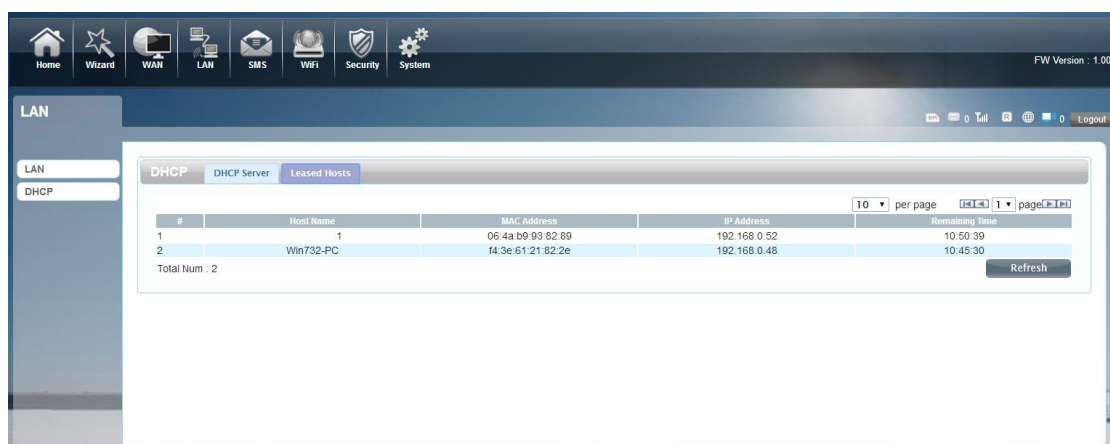 Home Wizard WAN LAN SMS WiFi Security System
FW Version : 1.00
LAN
0 0 Logout
LAN
DHCP
DHCP DHCP Server Leased Hosts
10 per page 1 page
# Host Name MAC Address IP Address Remaining Time
1 1 06:4a:b9:93:82:89 192.168.0.52 10:50:39
2 Win732-PC f4:3e:61:21:82:2e 192.168.0.48 10:45:30
Total Num : 2 Refresh